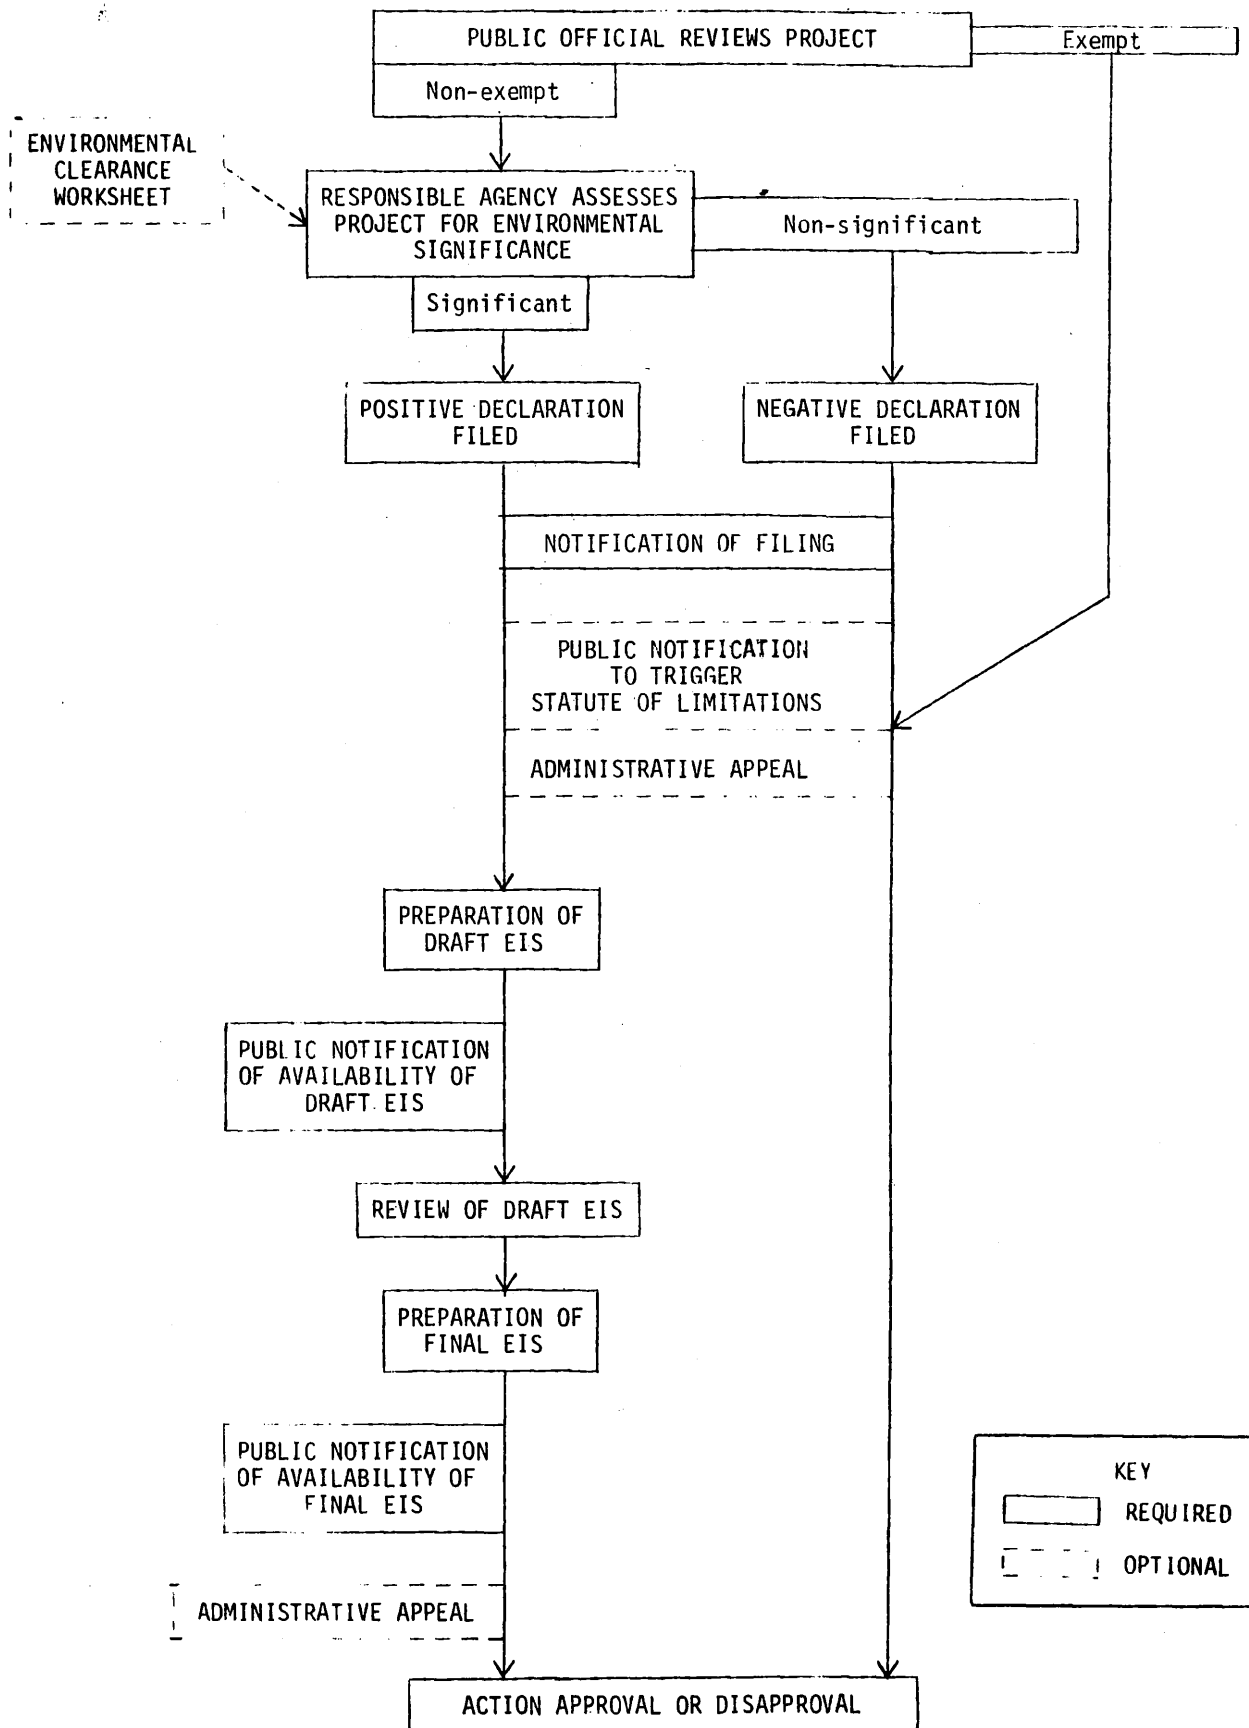 PUBLIC OFFICIAL REVIEWS PROJECT
Exempt
Non-exempt
ENVIRONMENTAL
CLEARANCE
WORKSHEET
RESPONSIBLE AGENCY ASSESSES
PROJECT FOR ENVIRONMENTAL
SIGNIFICANCE
Non-significant
Significant
POSITIVE DECLARATION
FILED
NEGATIVE DECLARATION
FILED
NOTIFICATION OF FILING
PUBLIC NOTIFICATION
TO TRIGGER
STATUTE OF LIMITATIONS
ADMINISTRATIVE APPEAL
PREPARATION OF
DRAFT EIS
PUBLIC NOTIFICATION
OF AVAILABILITY OF
DRAFT EIS
REVIEW OF DRAFT EIS
PREPARATION OF
FINAL EIS
PUBLIC NOTIFICATION
OF AVAILABILITY OF
FINAL EIS
ADMINISTRATIVE APPEAL
ACTION APPROVAL OR DISAPPROVAL
KEY
REQUIRED
OPTIONAL